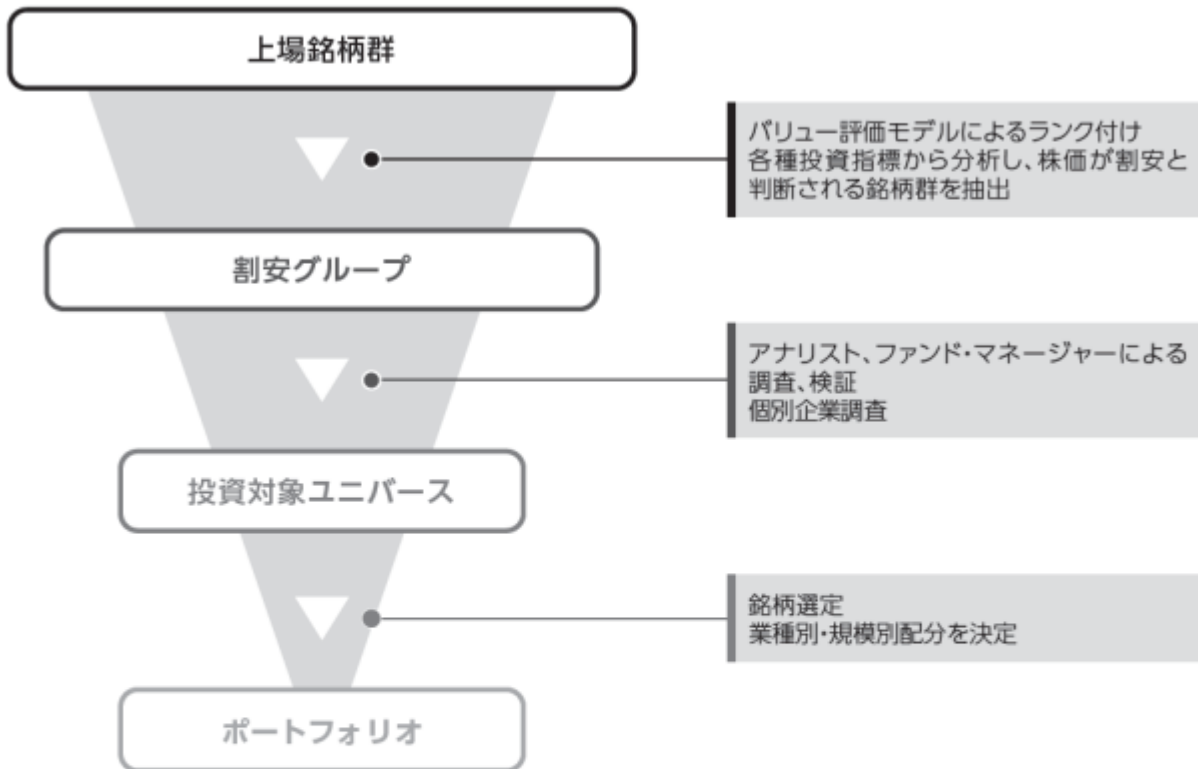 上場銘柄群
バリュー評価モデルによるランク付け
各種投資指標から分析し、株価が割安と
判断される銘柄群を抽出
割安グループ
アナリスト、ファンド・マネージャーによる
調査、検証
個別企業調査
投資対象ユニバース
銘柄選定
業種別・規模別配分を決定
ポートフォリオ